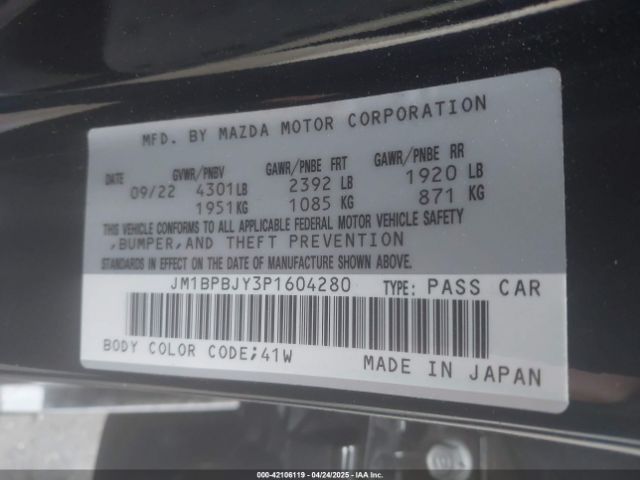 MFD. BY MAZDA MOTOR CORPORATION
DATE GVWR/PNBV GAWR/PNBE FRT GAWR/PNBE RR
09/22 4301LB 2392 LB 1920 LB
1951KG 1085 KG 871 KG
THIS VEHICLE CONFORMS TO ALL APPLICABLE FEDERAL MOTOR VEHICLE SAFETY
,BUMPER,AND THEFT PREVENTION
STANDARDS IN EFFECT ON THE DATE OF MANUFACTURE SHOWN ABOVE.
JM1BPBJY3P1604280 TYPE: PASS CAR
BODY COLOR CODE;41W MADE IN JAPAN
000-42106119 - 04/24/2025 - IAAI.COM